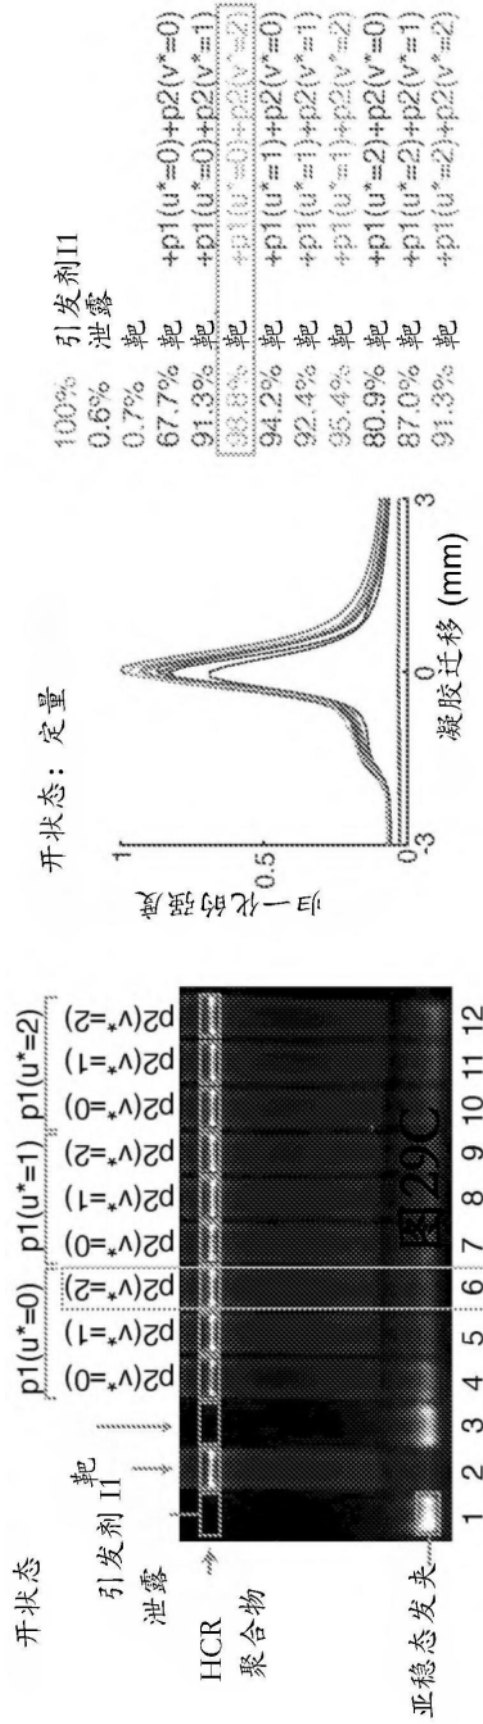 开状态
引发剂 I1
靶
泄露
p1(u*=0)
p1(u*=1)
p1(u*=2)
p2(v*=0)
p2(v*=1)
p2(v*=2)
p2(v*=0)
p2(v*=1)
p2(v*=2)
p2(v*=0)
p2(v*=1)
p2(v*=2)
HCR
聚合物
亚稳态发夹
1 2 3 4 5 6 7 8 9 10 11 12
图29C
开状态：定量
归一化的强度
1
0.5
0
-3 0 3
凝胶迁移 (mm)
100% 引发剂I1
0.6% 泄露
0.7% 靶
67.7% 靶 +p1(u*=0)+p2(v*=0)
91.3% 靶 +p1(u*=0)+p2(v*=1)
98.8% 靶 +p1(u*=0)+p2(v*=2)
94.2% 靶 +p1(u*=1)+p2(v*=0)
92.4% 靶 +p1(u*=1)+p2(v*=1)
95.4% 靶 +p1(u*=1)+p2(v*=2)
80.9% 靶 +p1(u*=2)+p2(v*=0)
87.0% 靶 +p1(u*=2)+p2(v*=1)
91.3% 靶 +p1(u*=2)+p2(v*=2)